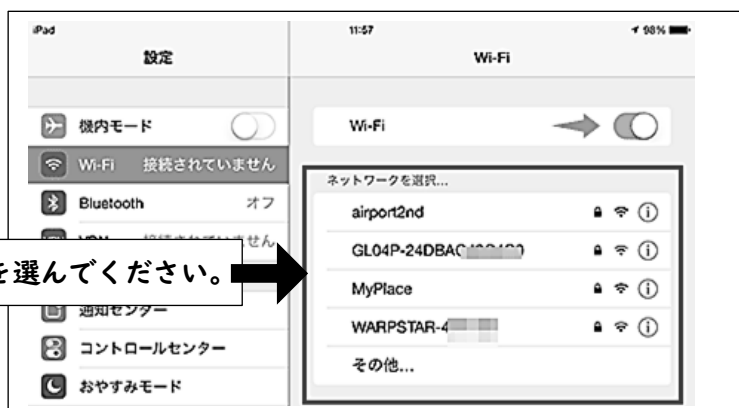 iPad
11:57
98%
設定
Wi-Fi
機内モード
Wi-Fi 接続されていません
Bluetooth オフ
を選んでください。
通知センター
コントロールセンター
おやすみモード
Wi-Fi
ネットワークを選択...
airport2nd
GL04P-24DBAC
MyPlace
WARPSTAR-4
その他...